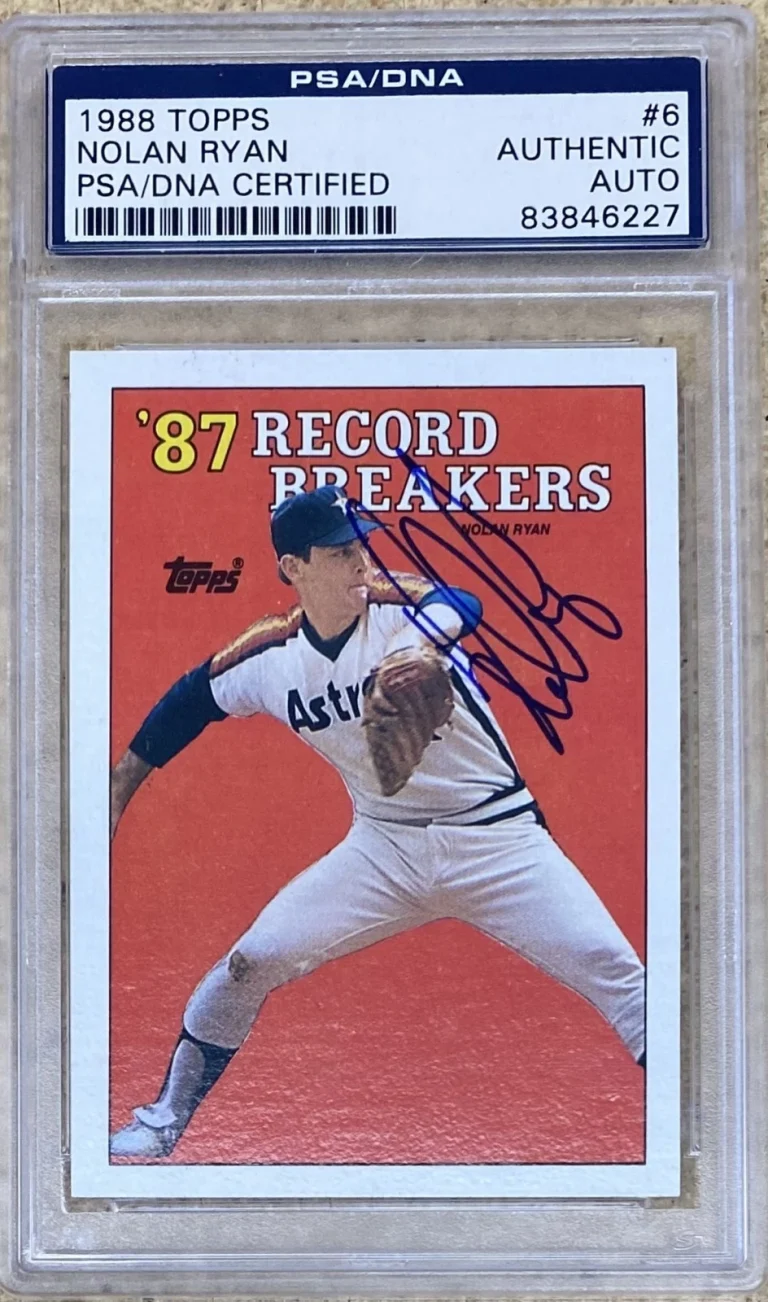 PSA/DNA
1988 TOPPS #6
NOLAN RYAN AUTHENTIC
PSA/DNA CERTIFIED AUTO
83846227
'87 RECORD
BREAKERS
NOLAN RYAN
Topps®
Astr